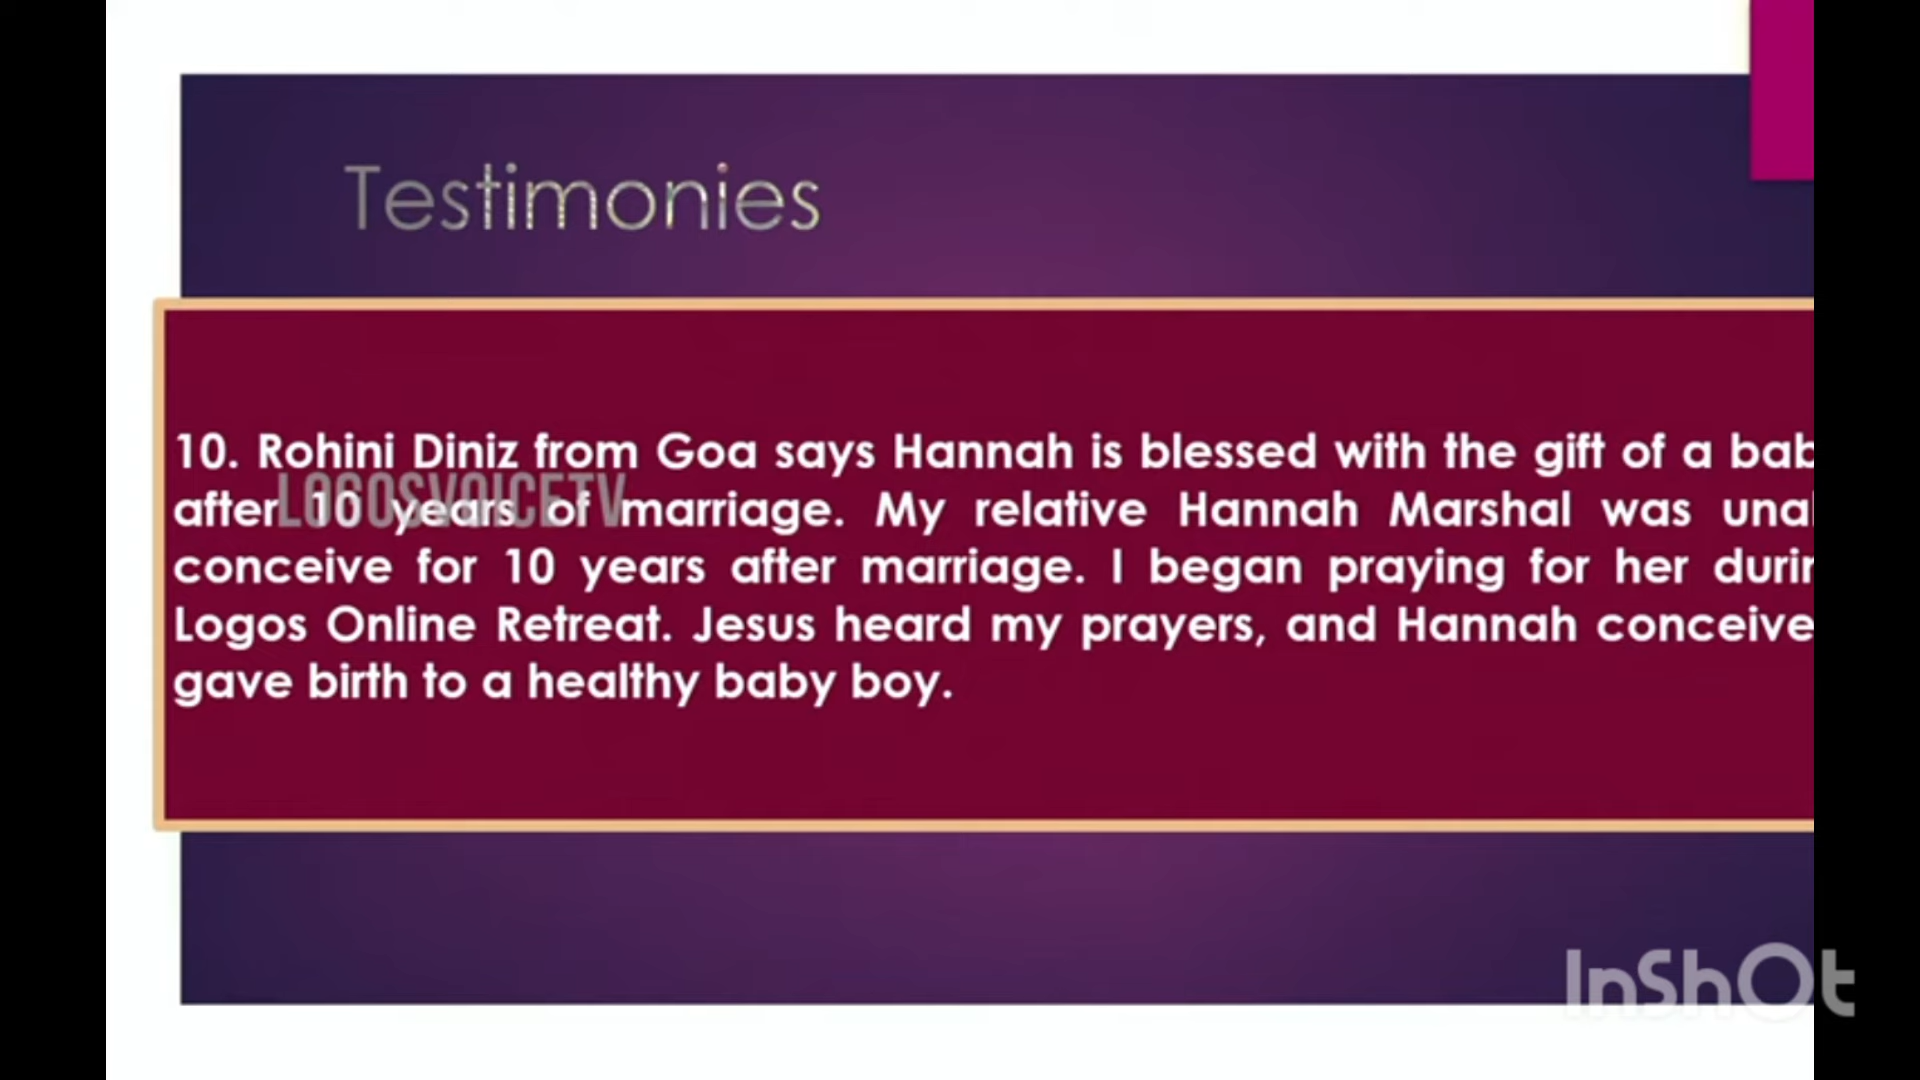 Testimonies
10. Rohini Diniz from Goa says Hannah is blessed with the gift of a bab
after 10 years of marriage. My relative Hannah Marshal was una
conceive for 10 years after marriage. I began praying for her durin
Logos Online Retreat. Jesus heard my prayers, and Hannah conceive
gave birth to a healthy baby boy.
LOGOSVOICETV
InShOt